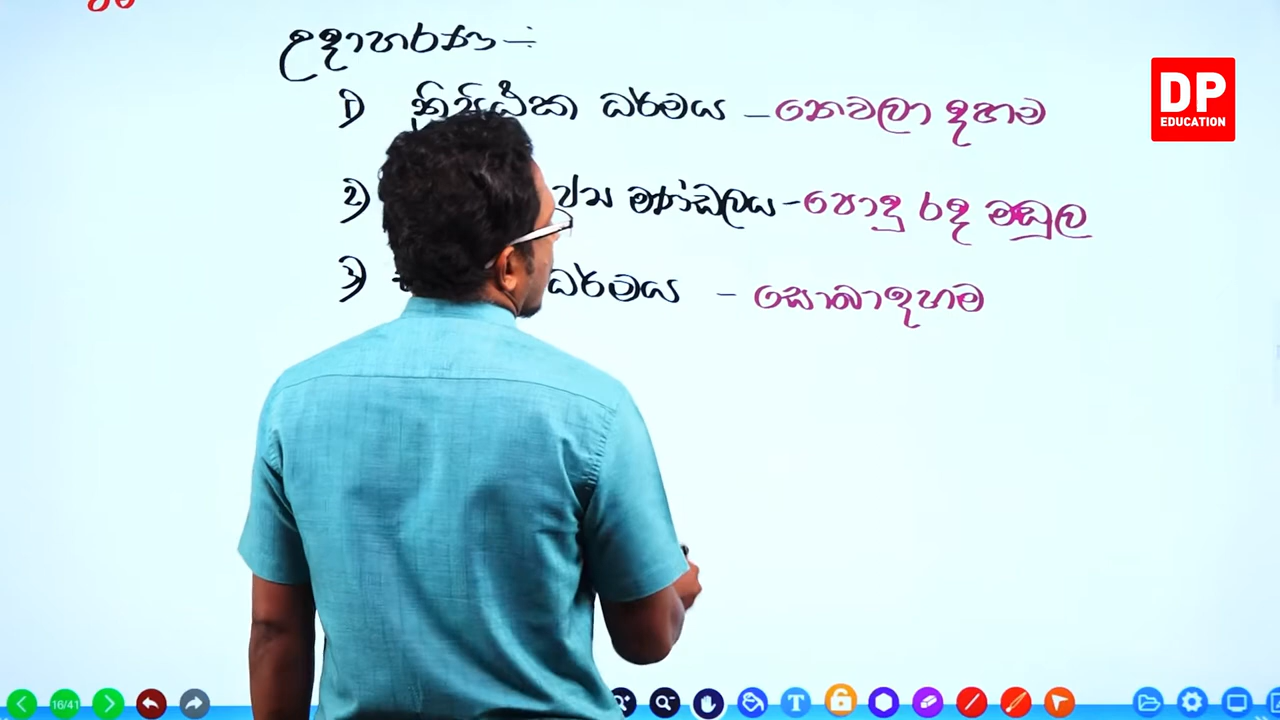 උදාහරණ :-
DP
EDUCATION
1) ත්‍රිපිටක ධර්මය - තෙවලා දහම
2) මණ්ඩලය - පොදු රද මඬුල
3) ධර්මය - සොබාදහම
16/41
T